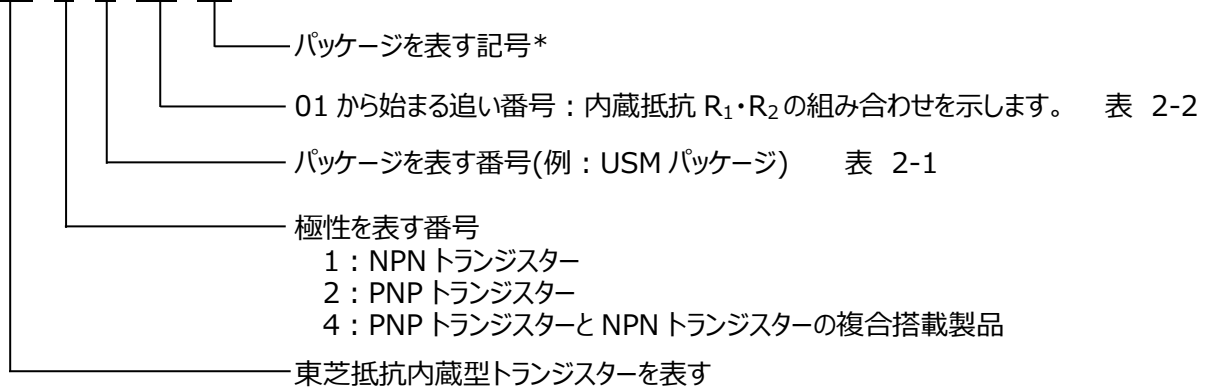 パッケージを表す記号*
01 から始まる追い番号：内蔵抵抗 R₁・R₂の組み合わせを示します。 表 2-2
パッケージを表す番号(例：USM パッケージ) 表 2-1
極性を表す番号
1：NPN トランジスター
2：PNP トランジスター
4：PNP トランジスターと NPN トランジスターの複合搭載製品
東芝抵抗内蔵型トランジスターを表す